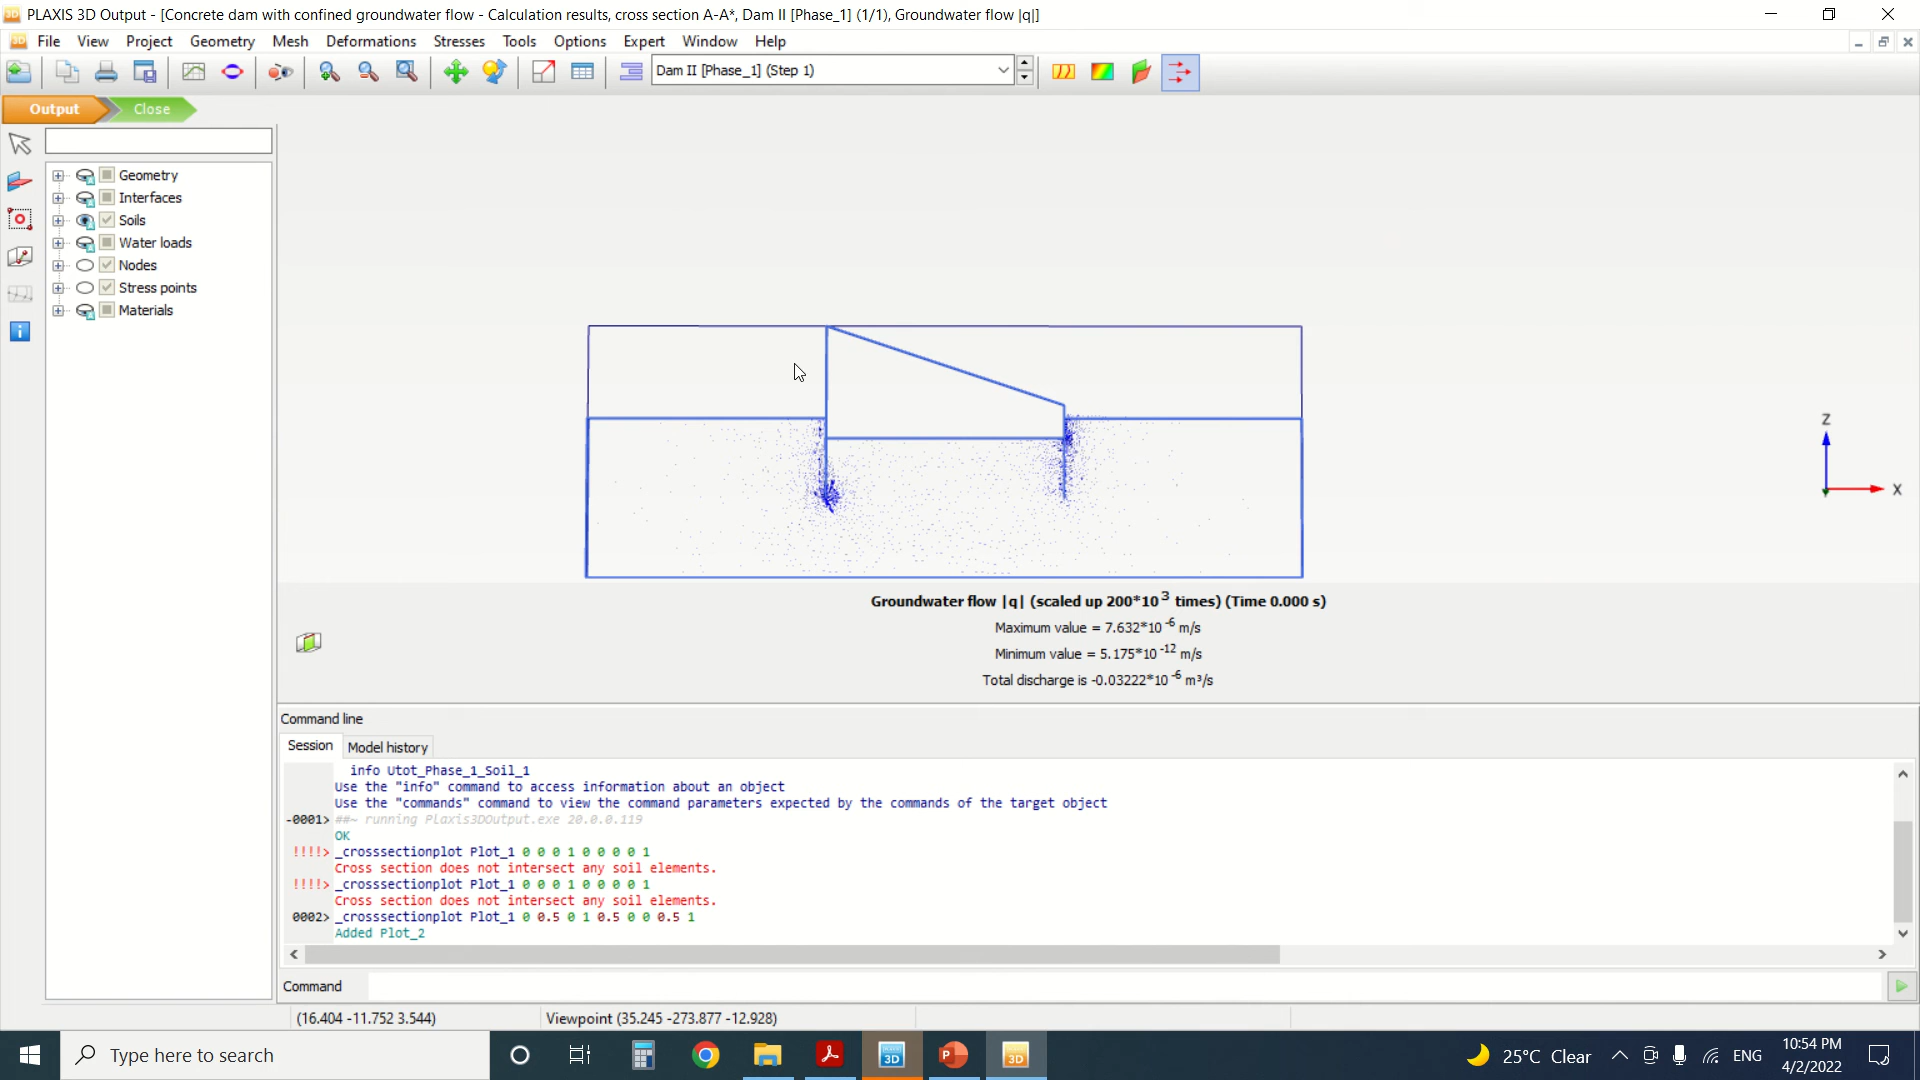 PLAXIS 3D Output - [Concrete dam with confined groundwater flow - Calculation results, cross section A-A*, Dam II [Phase_1] (1/1), Groundwater flow |q|]
File View Project Geometry Mesh Deformations Stresses Tools Options Expert Window Help
Dam II [Phase_1] (Step 1)
Output Close
Geometry
Interfaces
Soils
Water loads
Nodes
Stress points
Materials
Z
X
Groundwater flow |q| (scaled up 200*10 3 times) (Time 0.000 s)
Maximum value = 7.632*10 -6 m/s
Minimum value = 5.175*10 -12 m/s
Total discharge is -0.03222*10 -6 m³/s
Command line
Session Model history
info Utot_Phase_1_Soil_1
Use the "info" command to access information about an object
Use the "commands" command to view the command parameters expected by the commands of the target object
-0001> ##~ running Plaxis3DOutput.exe 20.0.0.119
OK
!!!!> _crosssectionplot Plot_1 0 0 0 1 0 0 0 0 1
Cross section does not intersect any soil elements.
!!!!> _crosssectionplot Plot_1 0 0 0 1 0 0 0 0 1
Cross section does not intersect any soil elements.
0002> _crosssectionplot Plot_1 0 0.5 0 1 0.5 0 0 0.5 1
Added Plot_2
Command
(16.404 -11.752 3.544) Viewpoint (35.245 -273.877 -12.928)
Type here to search
3D
P
3D
25°C Clear
ENG
10:54 PM
4/2/2022